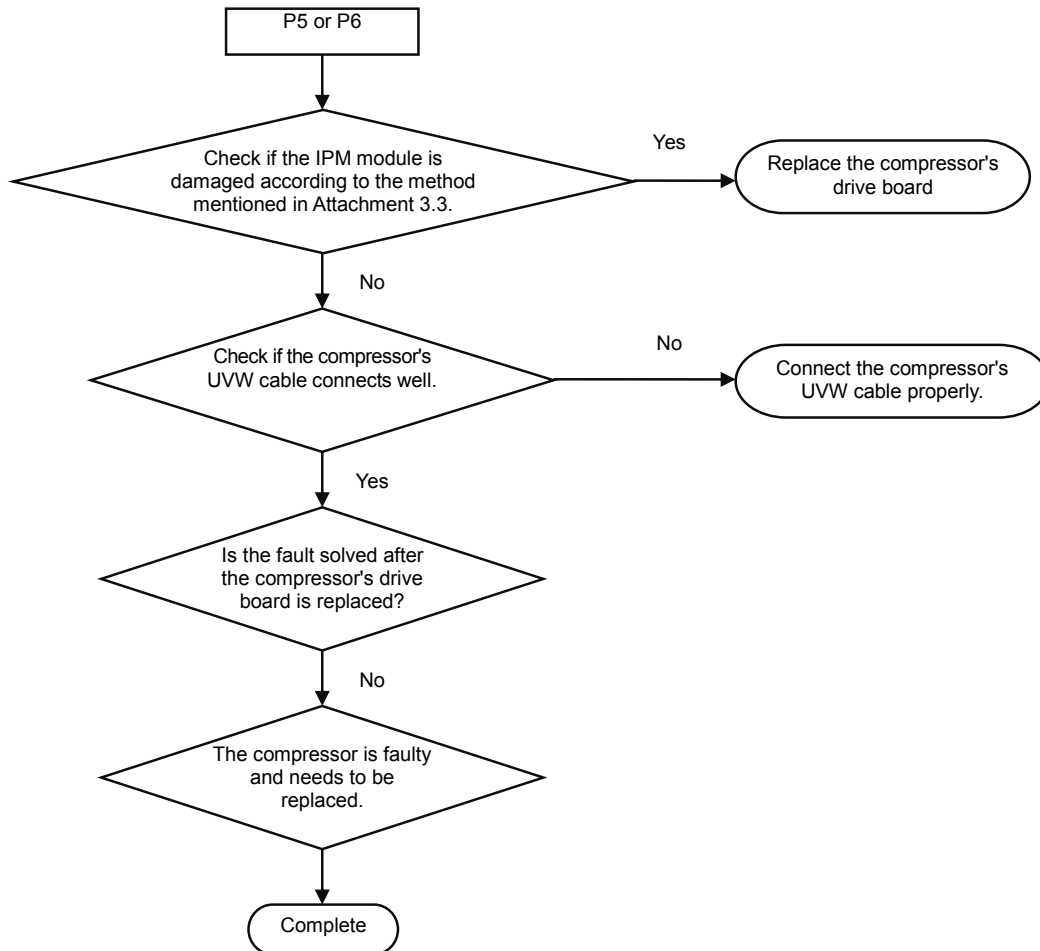 P5 or P6
Check if the IPM module is
damaged according to the method
mentioned in Attachment 3.3.
Yes
Replace the compressor's
drive board
No
Check if the compressor's
UVW cable connects well.
No
Connect the compressor's
UVW cable properly.
Yes
Is the fault solved after
the compressor's drive
board is replaced?
No
The compressor is faulty
and needs to be
replaced.
Complete